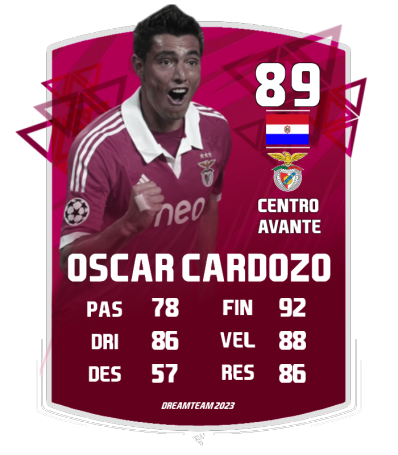 89
CENTRO
AVANTE
neo
OSCAR CARDOZO
PAS 78 FIN 92
DRI 86 VEL 88
DES 57 RES 86
DREAMTEAM 2023